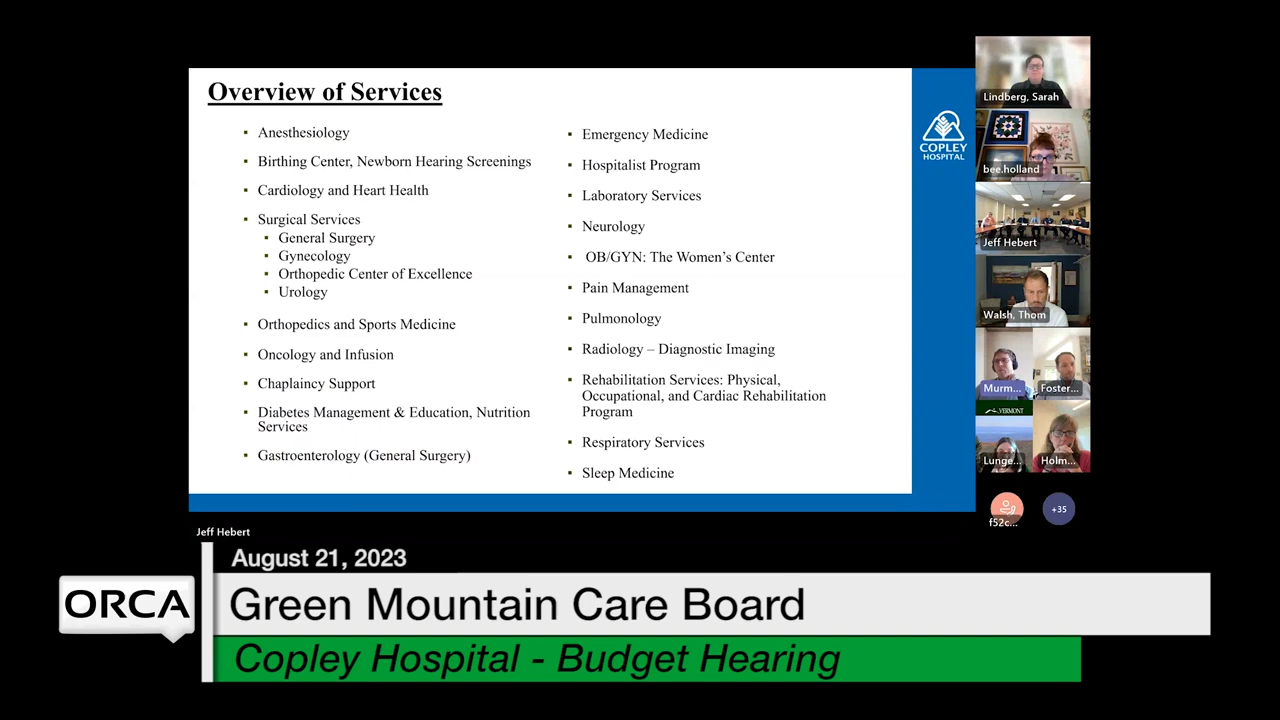 Overview of Services
Anesthesiology
Birthing Center, Newborn Hearing Screenings
Cardiology and Heart Health
Surgical Services
General Surgery
Gynecology
Orthopedic Center of Excellence
Urology
Orthopedics and Sports Medicine
Oncology and Infusion
Chaplaincy Support
Diabetes Management & Education, Nutrition
Services
Gastroenterology (General Surgery)
Emergency Medicine
Hospitalist Program
Laboratory Services
Neurology
OB/GYN: The Women's Center
Pain Management
Pulmonology
Radiology – Diagnostic Imaging
Rehabilitation Services: Physical,
Occupational, and Cardiac Rehabilitation
Program
Respiratory Services
Sleep Medicine
COPLEY
HOSPITAL
Lindberg, Sarah
bee.holland
Jeff Hebert
Walsh, Thom
Murm...
Foster...
VERMONT
Lunge...
Holm...
f52c...
+35
Jeff Hebert
August 21, 2023
ORCA
Green Mountain Care Board
Copley Hospital - Budget Hearing